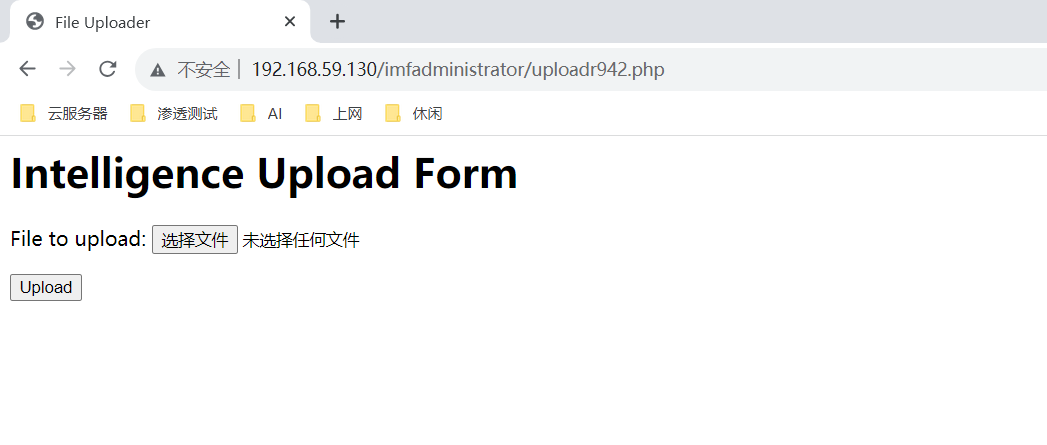 File Uploader
不安全 192.168.59.130/imfadministrator/uploadr942.php
云服务器 渗透测试 AI 上网 休闲
Intelligence Upload Form
File to upload: 选择文件 未选择任何文件
Upload